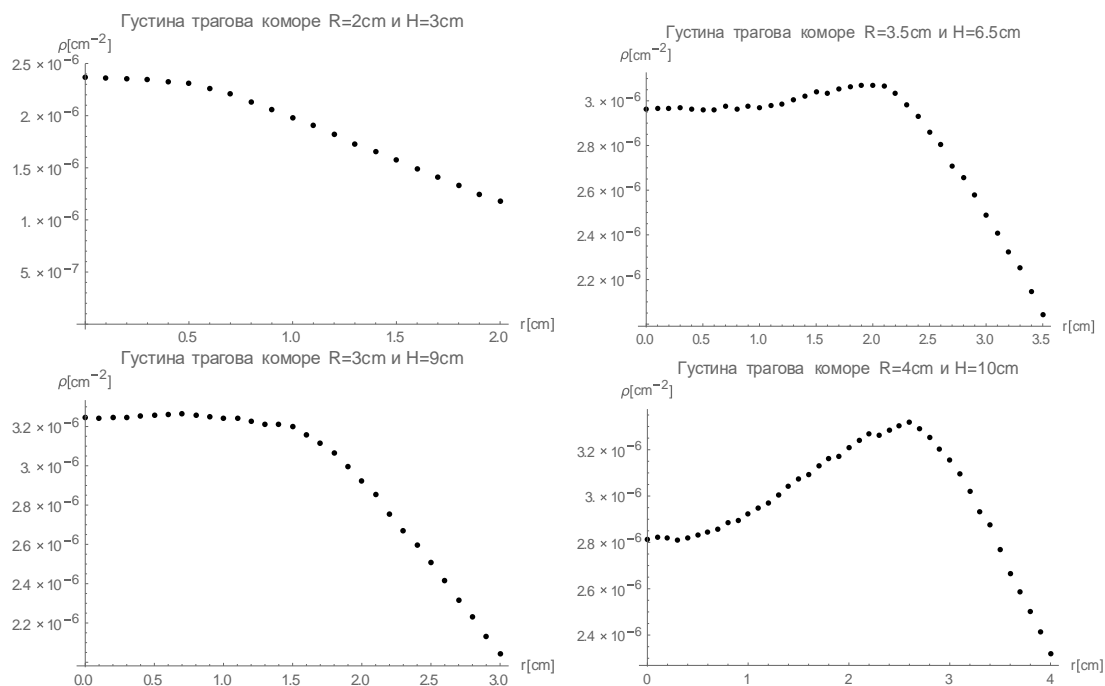 Густина трагова коморе R=2cm и H=3cm
ρ[cm⁻²]
2.5 × 10⁻⁶
2. × 10⁻⁶
1.5 × 10⁻⁶
1. × 10⁻⁶
5. × 10⁻⁷
0.5 1.0 1.5 2.0
r[cm]
Густина трагова коморе R=3.5cm и H=6.5cm
ρ[cm⁻²]
3. × 10⁻⁶
2.8 × 10⁻⁶
2.6 × 10⁻⁶
2.4 × 10⁻⁶
2.2 × 10⁻⁶
0.0 0.5 1.0 1.5 2.0 2.5 3.0 3.5
r[cm]
Густина трагова коморе R=3cm и H=9cm
ρ[cm⁻²]
3.2 × 10⁻⁶
3. × 10⁻⁶
2.8 × 10⁻⁶
2.6 × 10⁻⁶
2.4 × 10⁻⁶
2.2 × 10⁻⁶
0.0 0.5 1.0 1.5 2.0 2.5 3.0
r[cm]
Густина трагова коморе R=4cm и H=10cm
ρ[cm⁻²]
3.2 × 10⁻⁶
3. × 10⁻⁶
2.8 × 10⁻⁶
2.6 × 10⁻⁶
2.4 × 10⁻⁶
0 1 2 3 4
r[cm]